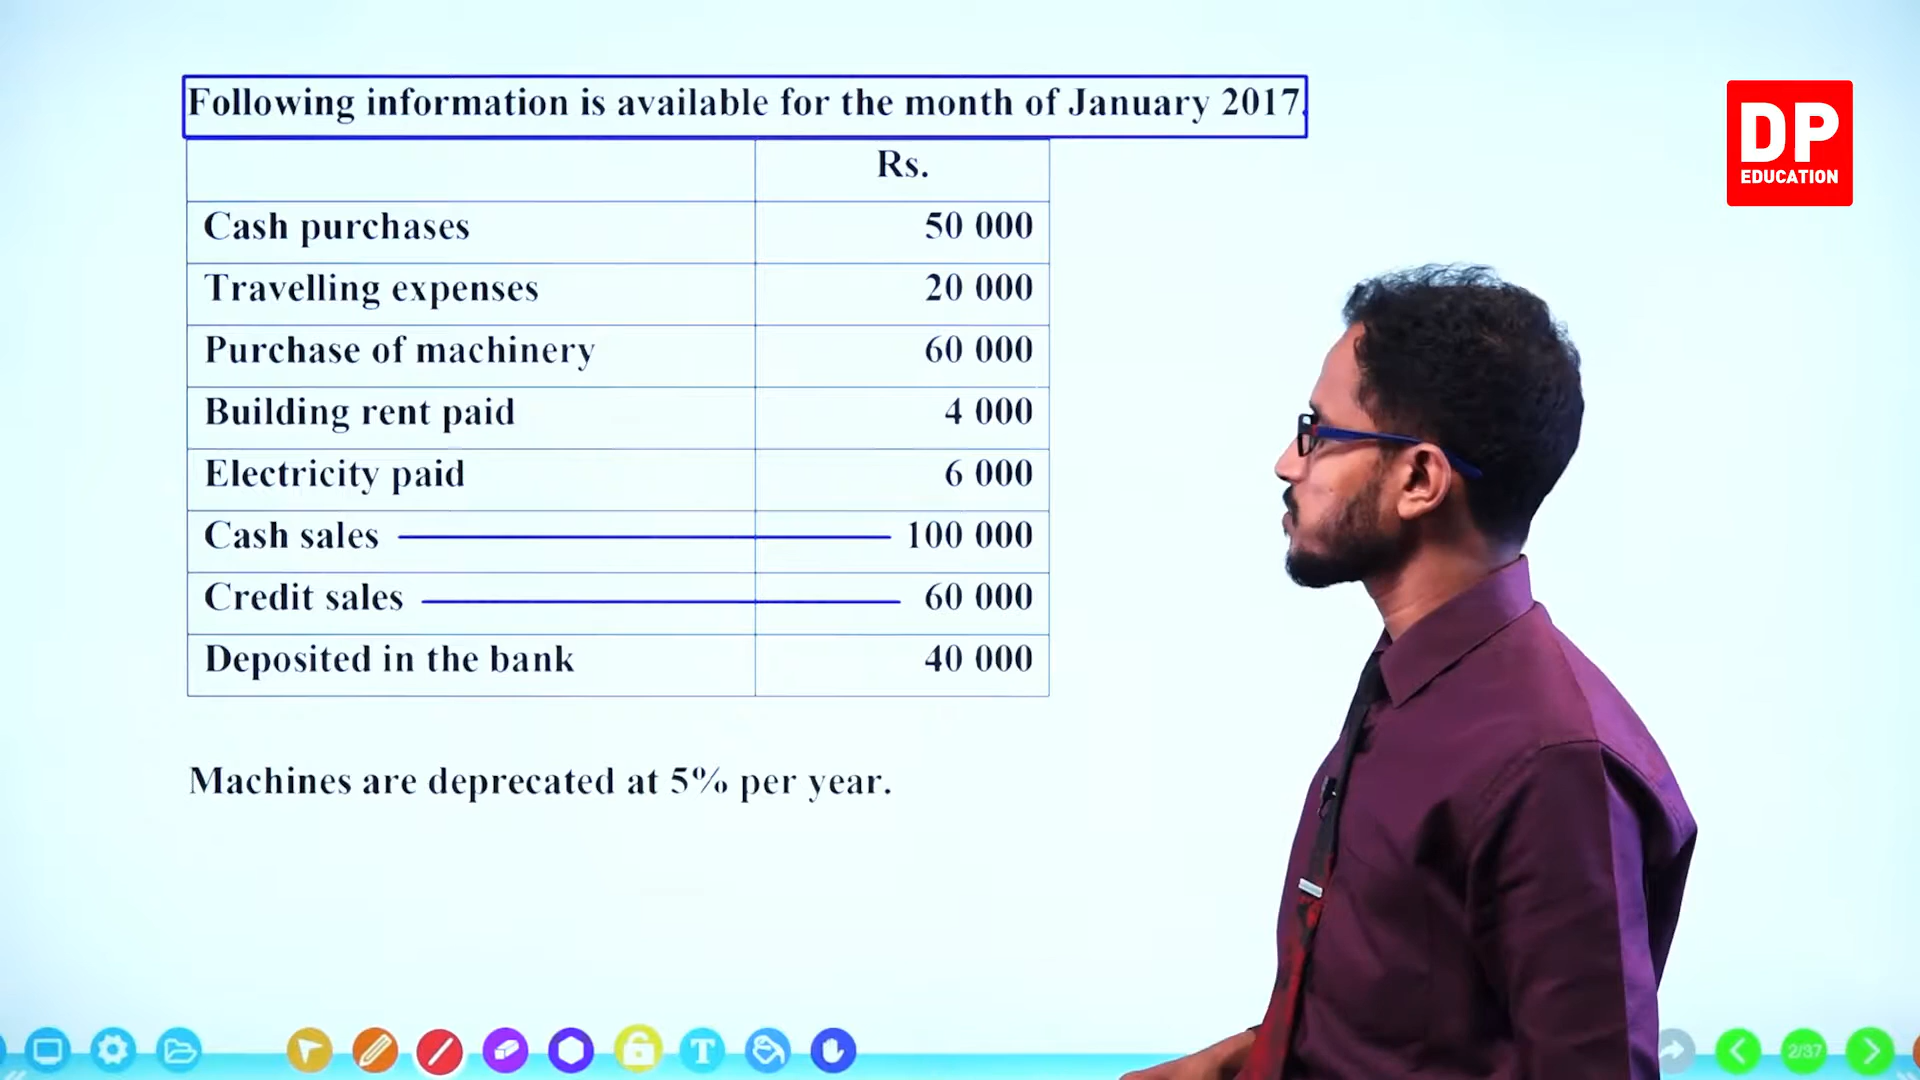 Following information is available for the month of January 2017.
Rs.
Cash purchases 50 000
Travelling expenses 20 000
Purchase of machinery 60 000
Building rent paid 4 000
Electricity paid 6 000
Cash sales 100 000
Credit sales 60 000
Deposited in the bank 40 000
Machines are deprecated at 5% per year.
DP
EDUCATION
T
2/37